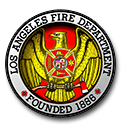 LOS ANGELES FIRE DEPARTMENT
FOUNDED 1886